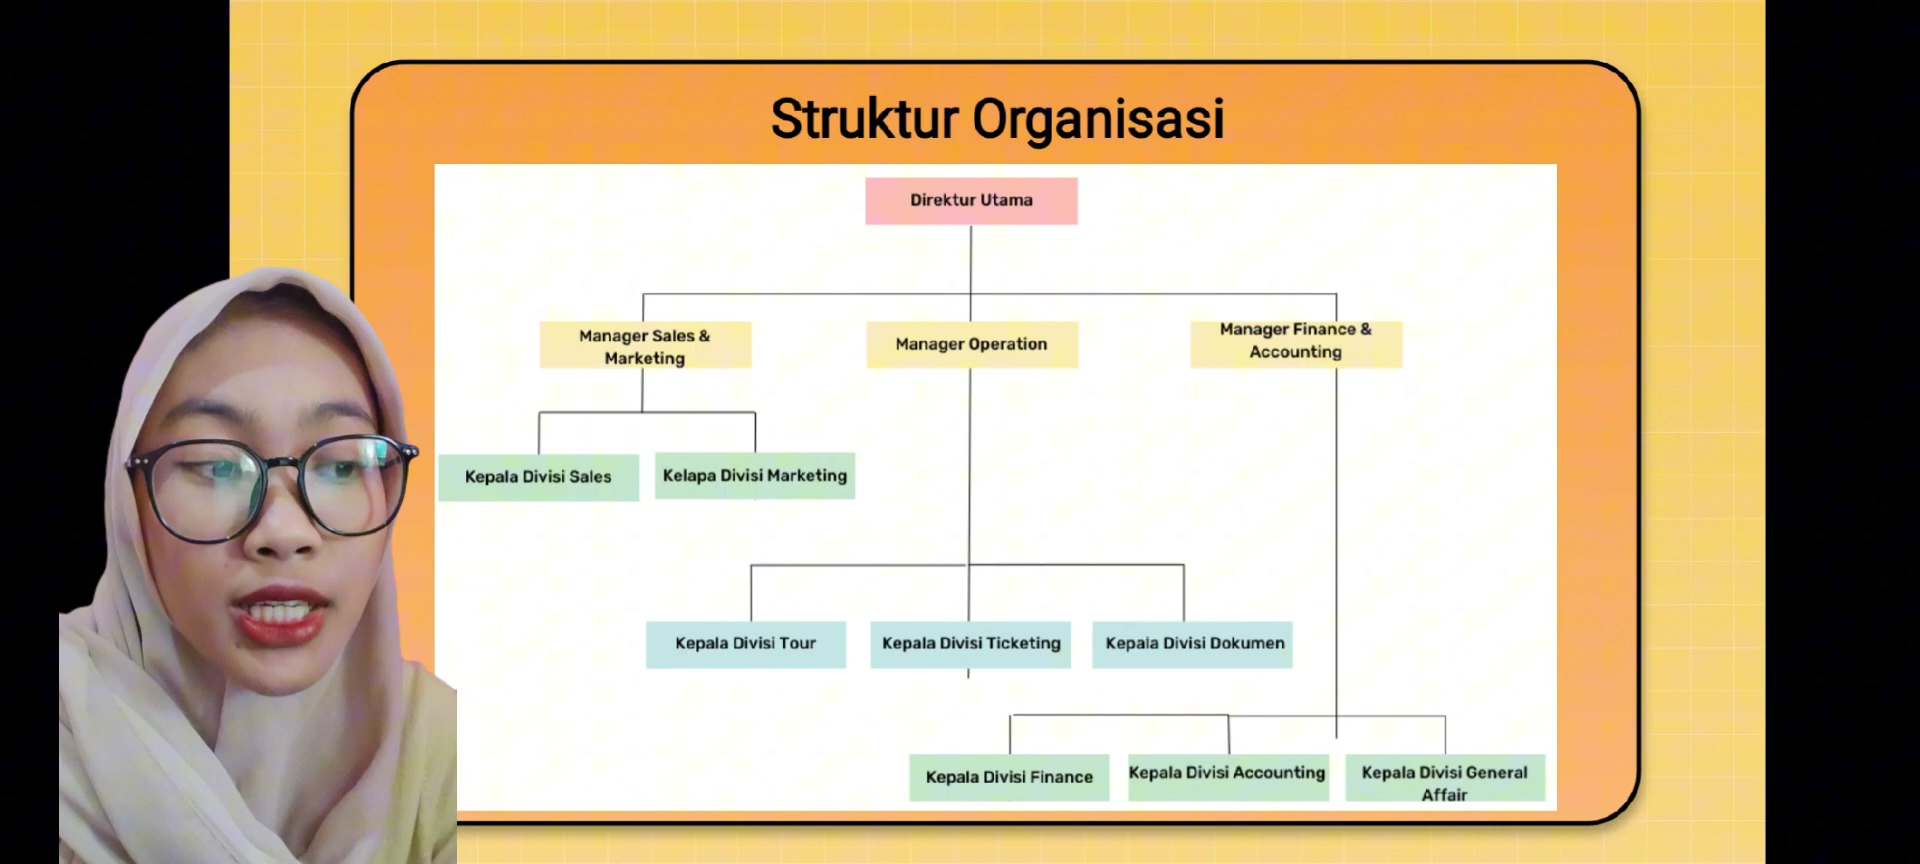 Struktur Organisasi
Direktur Utama
Manager Sales &
Marketing
Manager Operation
Manager Finance &
Accounting
Kepala Divisi Sales
Kelapa Divisi Marketing
Kepala Divisi Tour
Kepala Divisi Ticketing
Kepala Divisi Dokumen
Kepala Divisi Finance
Kepala Divisi Accounting
Kepala Divisi General
Affair